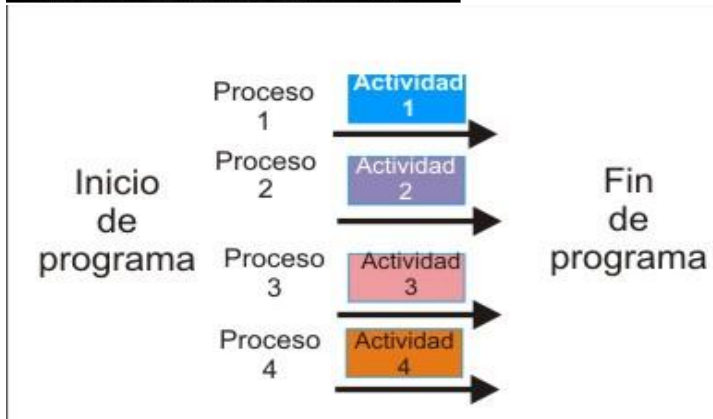 Inicio
de
programa
Proceso
1
Actividad
1
Proceso
2
Actividad
2
Proceso
3
Actividad
3
Proceso
4
Actividad
4
Fin
de
programa